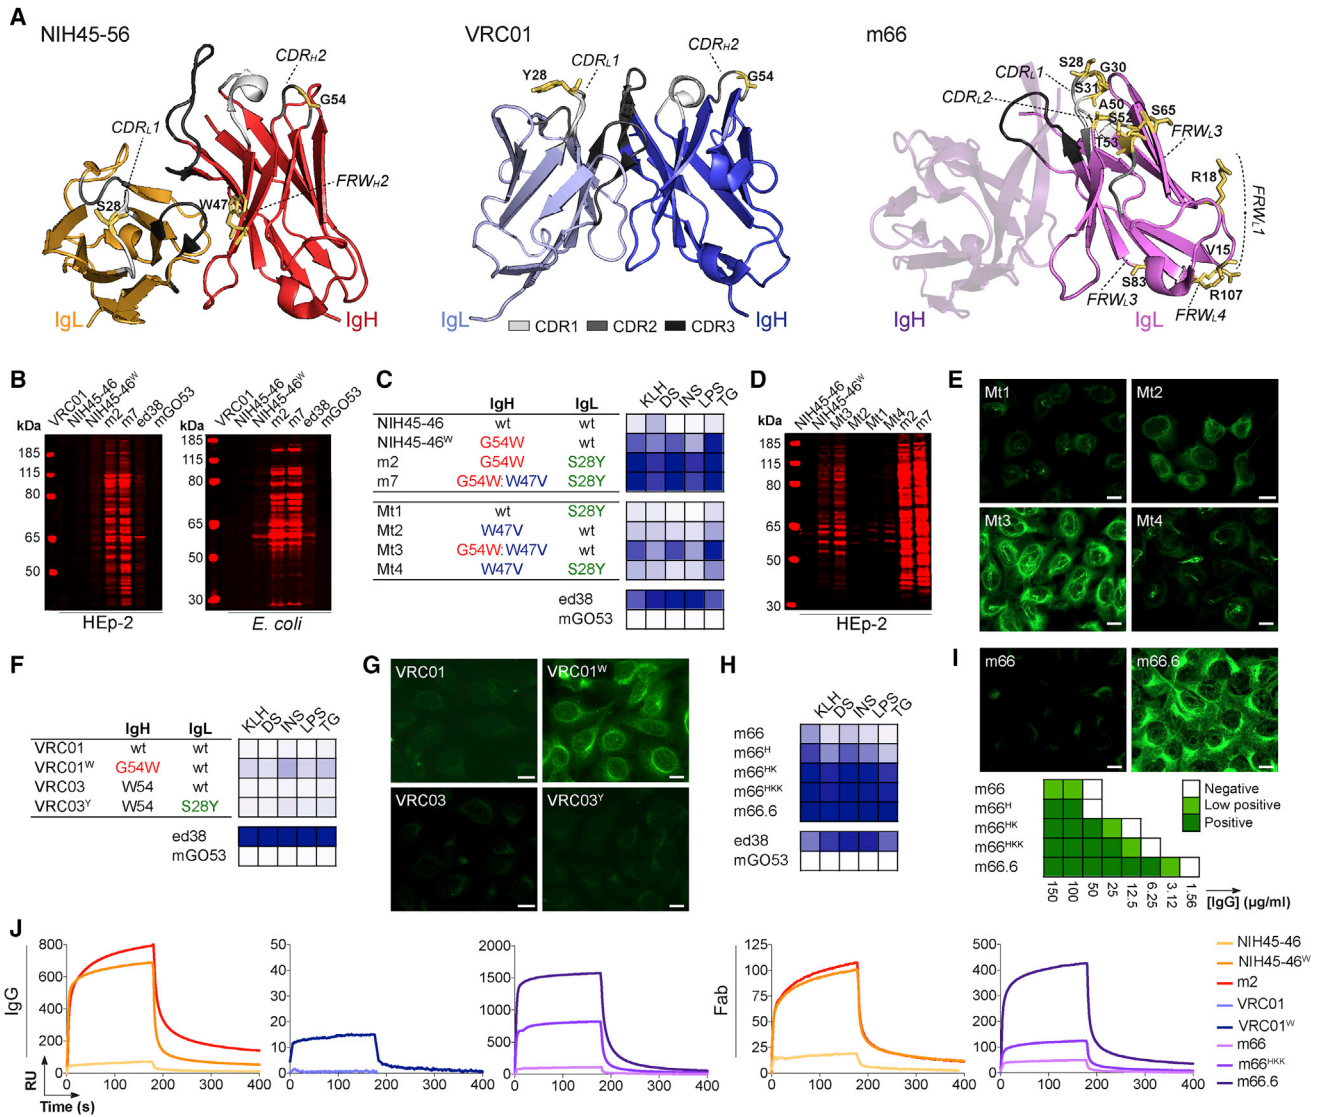 A
NIH45-56
CDRH2
G54
CDRL1
S28
W47
FRWH2
IgL
IgH
VRC01
Y28
CDRL1
CDRH2
G54
IgL
CDR1 CDR2 CDR3
IgH
m66
S28
G30
CDRL1
S31
CDRL2
A50
S52
S65
T53
FRWL3
R18
FRWL1
V15
S83
R107
FRWL3
FRWL4
IgH
IgL
B
VRC01
NIH45-46
NIH45-46W
m2
m7
ed38
mGO53
kDa
185
115
80
65
50
HEp-2
VRC01
NIH45-46
NIH45-46W
m2
m7
ed38
mGO53
kDa
185
115
80
65
50
30
E. coli
C
IgH IgL KLH DS INS LPS TG
NIH45-46 wt wt
NIH45-46W G54W wt
m2 G54W S28Y
m7 G54W:W47V S28Y
Mt1 wt S28Y
Mt2 W47V wt
Mt3 G54W:W47V wt
Mt4 W47V S28Y
ed38
mGO53
D
NIH45-46
NIH45-46W
Mt3
Mt2
Mt1
Mt4
m2
m7
kDa
185
115
80
65
50
30
HEp-2
E
Mt1
Mt2
Mt3
Mt4
F
IgH IgL KLH DS INS LPS TG
VRC01 wt wt
VRC01W G54W wt
VRC03 W54 wt
VRC03Y W54 S28Y
ed38
mGO53
G
VRC01
VRC01W
VRC03
VRC03Y
H
KLH DS INS LPS TG
m66
m66H
m66HK
m66HKK
m66.6
ed38
mGO53
I
m66
m66.6
m66
m66H
m66HK
m66HKK
m66.6
Negative
Low positive
Positive
150 100 50 25 12.5 6.25 3.12 1.56
[IgG] (µg/ml)
J
IgG
800
600
400
200
0
0 100 200 300 400
RU
Time (s)
50
40
30
20
10
0
0 100 200 300 400
2000
1500
1000
500
0
0 100 200 300 400
Fab
125
100
75
50
25
0
0 100 200 300 400
500
400
300
200
100
0
0 100 200 300 400
NIH45-46
NIH45-46W
m2
VRC01
VRC01W
m66
m66HKK
m66.6